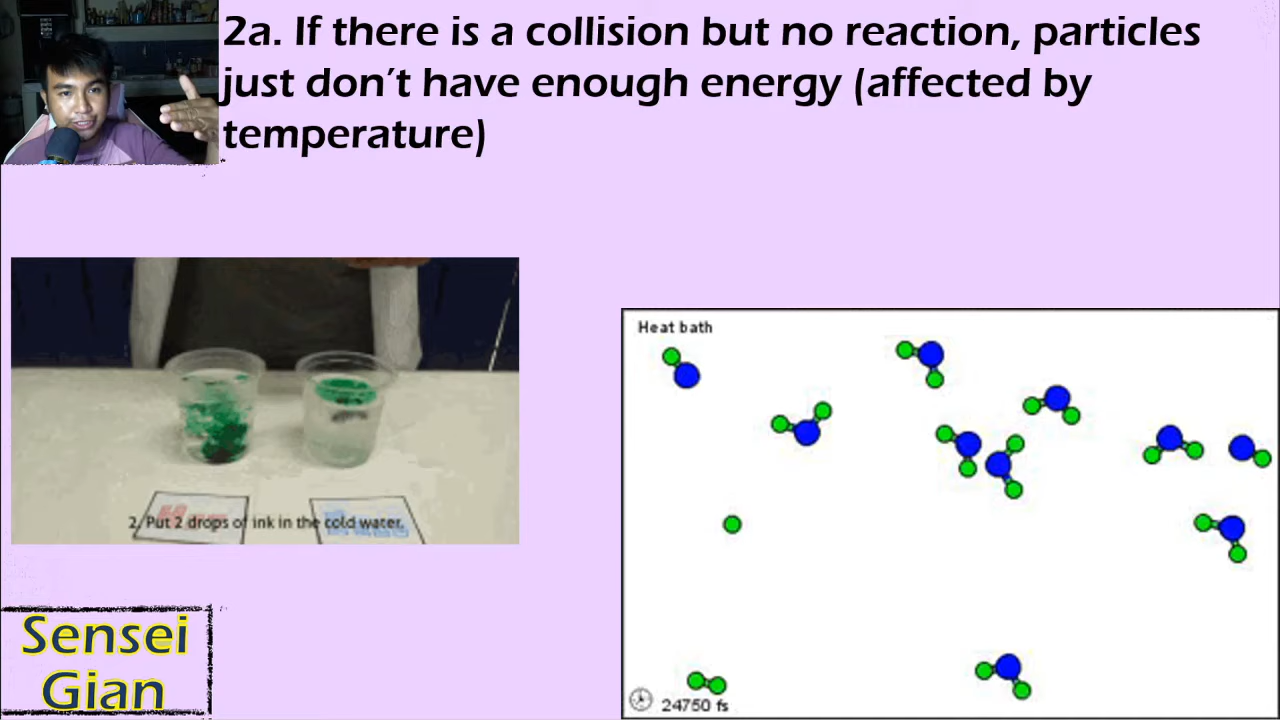 2a. If there is a collision but no reaction, particles
just don't have enough energy (affected by
temperature)
2. Put 2 drops of ink in the cold water.
Heat bath
24750 fs
Sensei
Gian